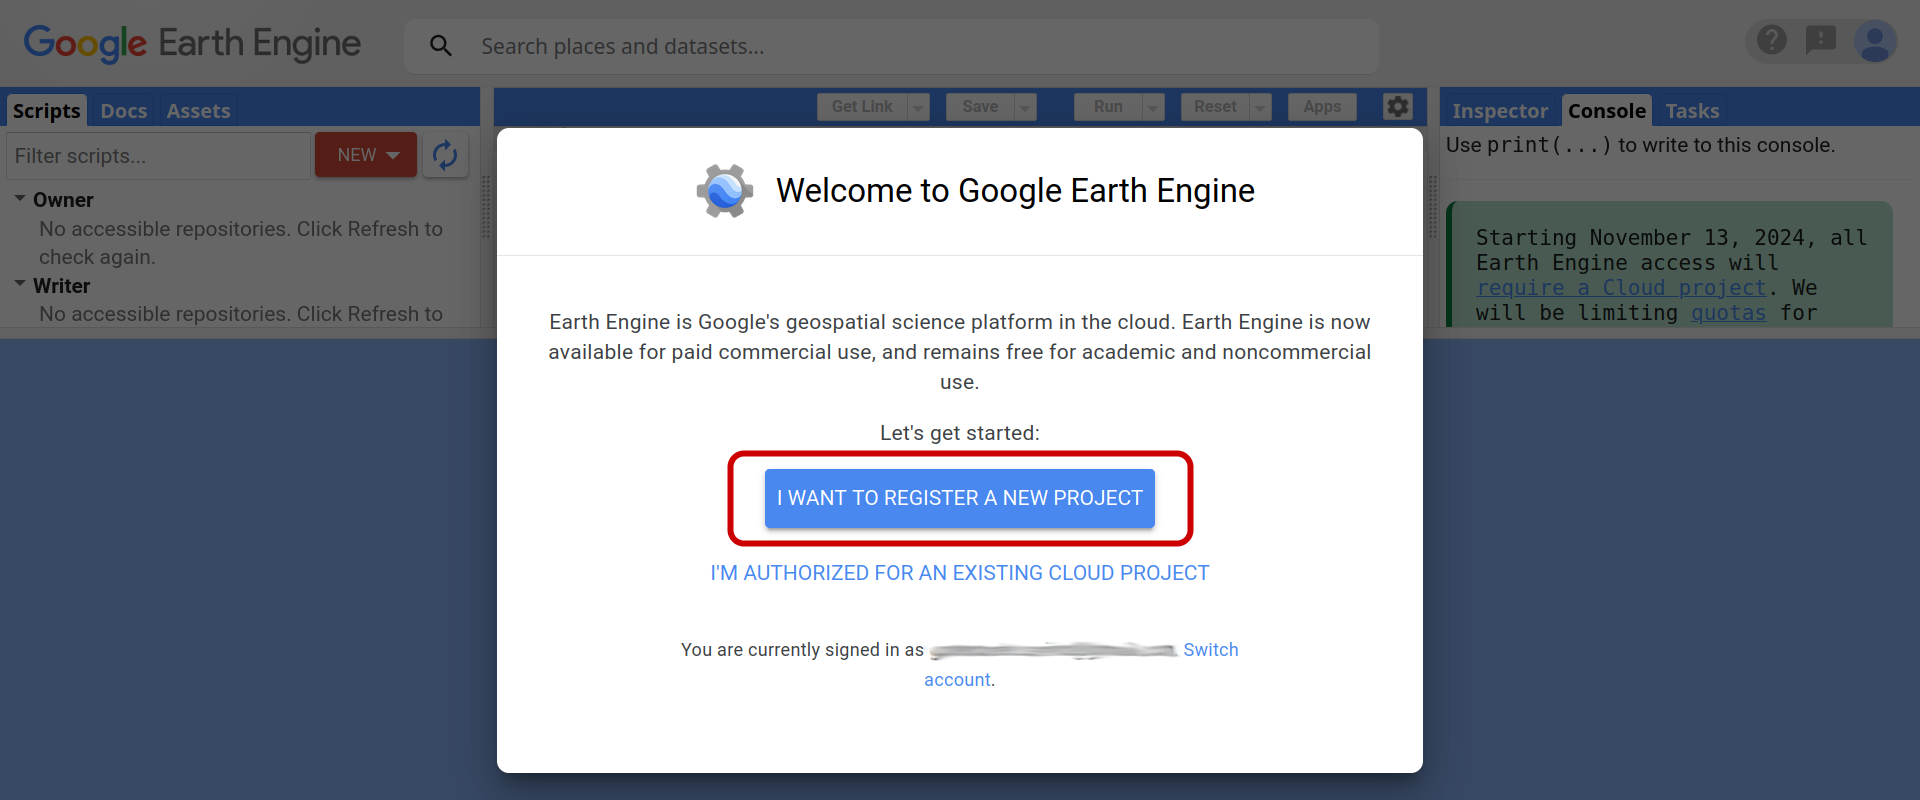 Google Earth Engine
Search places and datasets...
Scripts
Docs
Assets
Get Link
Save
Run
Reset
Apps
Inspector
Console
Tasks
Filter scripts...
NEW
Owner
No accessible repositories. Click Refresh to
check again.
Writer
No accessible repositories. Click Refresh to
Welcome to Google Earth Engine
Earth Engine is Google's geospatial science platform in the cloud. Earth Engine is now
available for paid commercial use, and remains free for academic and noncommercial
use.
Let's get started:
I WANT TO REGISTER A NEW PROJECT
I'M AUTHORIZED FOR AN EXISTING CLOUD PROJECT
You are currently signed in as Switch
account.
Use print(...) to write to this console.
Starting November 13, 2024, all
Earth Engine access will
require a Cloud project. We
will be limiting quotas for